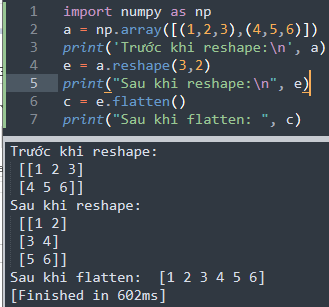 1 import numpy as np
2 a = np.array([(1,2,3),(4,5,6)])
3 print('Trước khi reshape:\n', a)
4 e = a.reshape(3,2)
5 print("Sau khi reshape:\n", e)
6 c = e.flatten()
7 print("Sau khi flatten: ", c)
Trước khi reshape:
[[1 2 3]
[4 5 6]]
Sau khi reshape:
[[1 2]
[3 4]
[5 6]]
Sau khi flatten:  [1 2 3 4 5 6]
[Finished in 602ms]